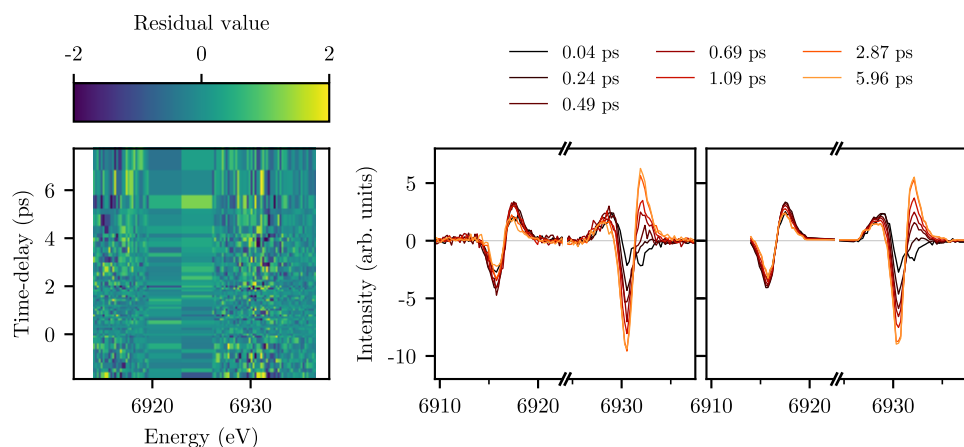 Residual value
-2 0 2
0.04 ps 0.69 ps 2.87 ps
0.24 ps 1.09 ps 5.96 ps
0.49 ps
Time-delay (ps)
6
4
2
0
6920 6930
Energy (eV)
Intensity (arb. units)
5
0
-5
-10
6910 6920 6930
6910 6920 6930